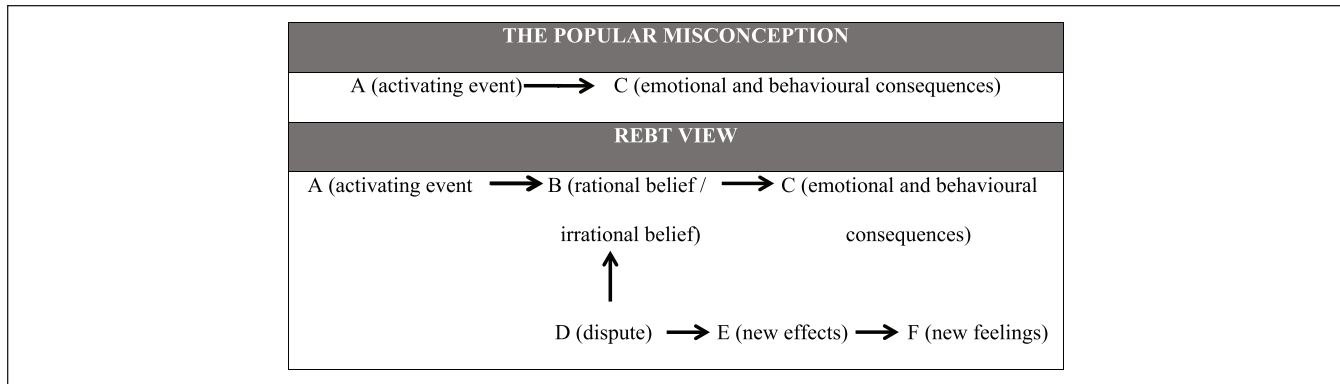 THE POPULAR MISCONCEPTION
A (activating event) C (emotional and behavioural consequences)
REBT VIEW
A (activating event B (rational belief / C (emotional and behavioural
irrational belief) consequences)
D (dispute) E (new effects) F (new feelings)